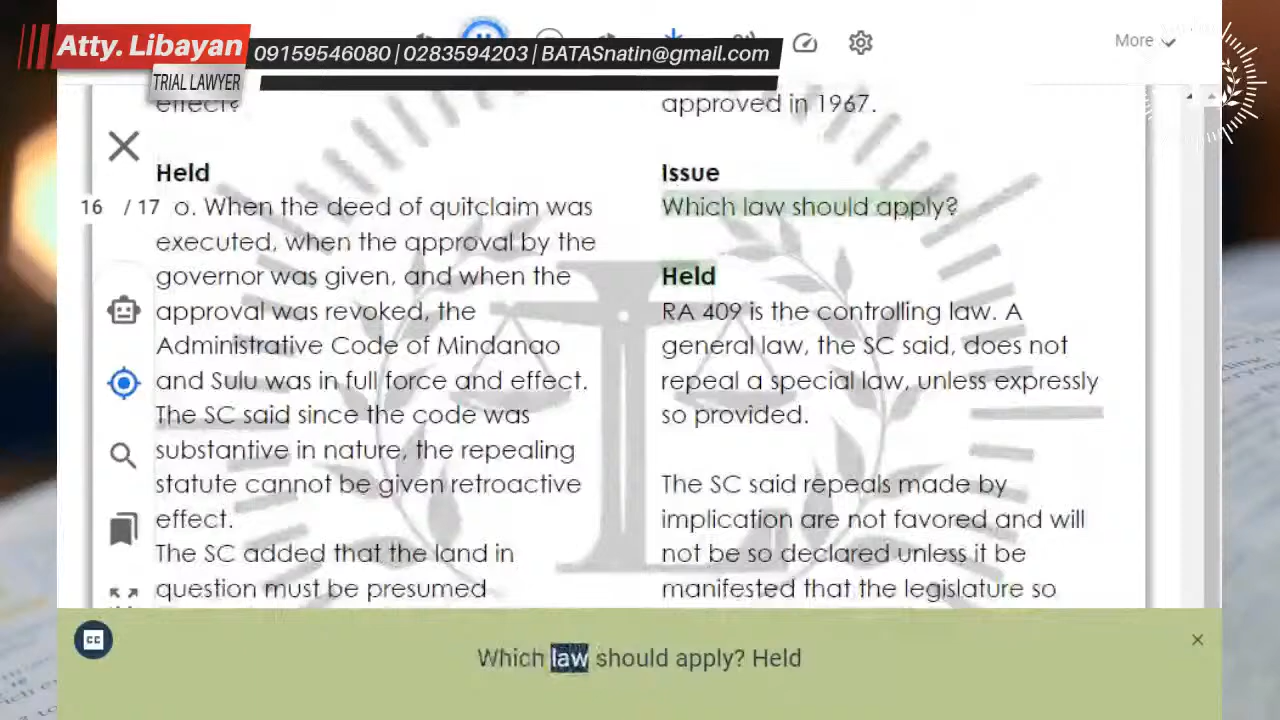 Atty. Libayan
TRIAL LAWYER
09159546080 | 0283594203 | BATASnatin@gmail.com
More
effect?
Held
16 / 17
o. When the deed of quitclaim was
executed, when the approval by the
governor was given, and when the
approval was revoked, the
Administrative Code of Mindanao
and Sulu was in full force and effect.
The SC said since the code was
substantive in nature, the repealing
statute cannot be given retroactive
effect.
The SC added that the land in
question must be presumed
approved in 1967.
Issue
Which law should apply?
Held
RA 409 is the controlling law. A
general law, the SC said, does not
repeal a special law, unless expressly
so provided.
The SC said repeals made by
implication are not favored and will
not be so declared unless it be
manifested that the legislature so
CC
Which law should apply? Held